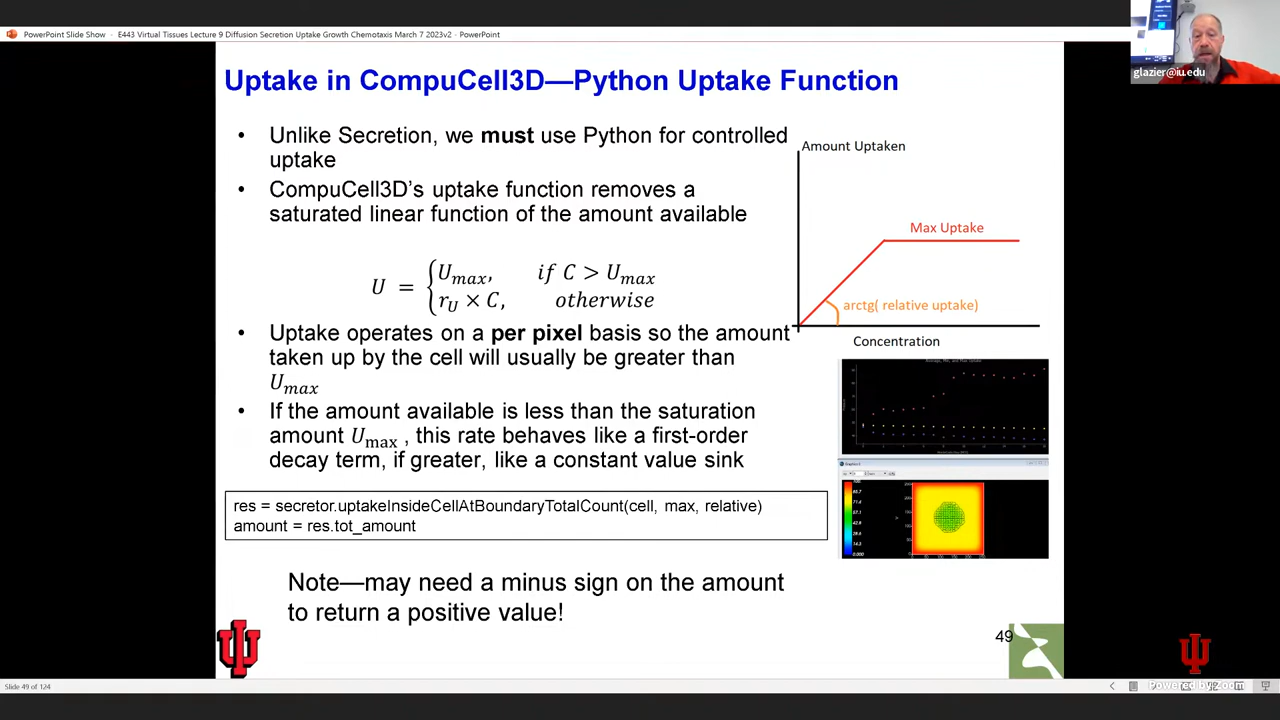 PowerPoint Slide Show - E443 Virtual Tissues Lecture 9 Diffusion Secretion Uptake Growth Chemotaxis March 7 2023v2 - PowerPoint
glazier@iu.edu
Uptake in CompuCell3D—Python Uptake Function
• Unlike Secretion, we must use Python for controlled
uptake
• CompuCell3D's uptake function removes a
saturated linear function of the amount available
U = { U_max, if C > U_max
r_U × C, otherwise
• Uptake operates on a per pixel basis so the amount
taken up by the cell will usually be greater than
U_max
• If the amount available is less than the saturation
amount U_max , this rate behaves like a first-order
decay term, if greater, like a constant value sink
Amount Uptaken
Max Uptake
arctg( relative uptake)
Concentration
res = secretor.uptakeInsideCellAtBoundaryTotalCount(cell, max, relative)
amount = res.tot_amount
Note—may need a minus sign on the amount
to return a positive value!
49
Slide 49 of 124
Powered by Zoom